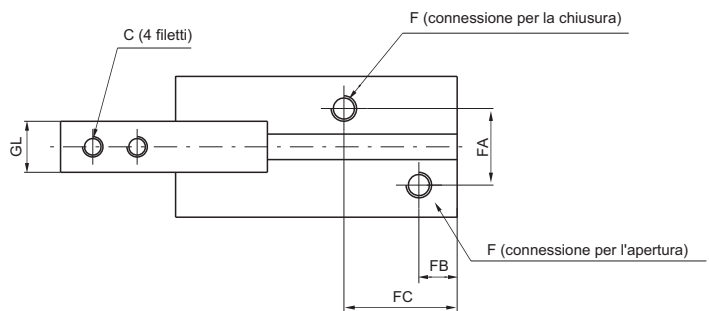 F (connessione per la chiusura)
C (4 filetti)
GL
FA
F (connessione per l'apertura)
FB
FC